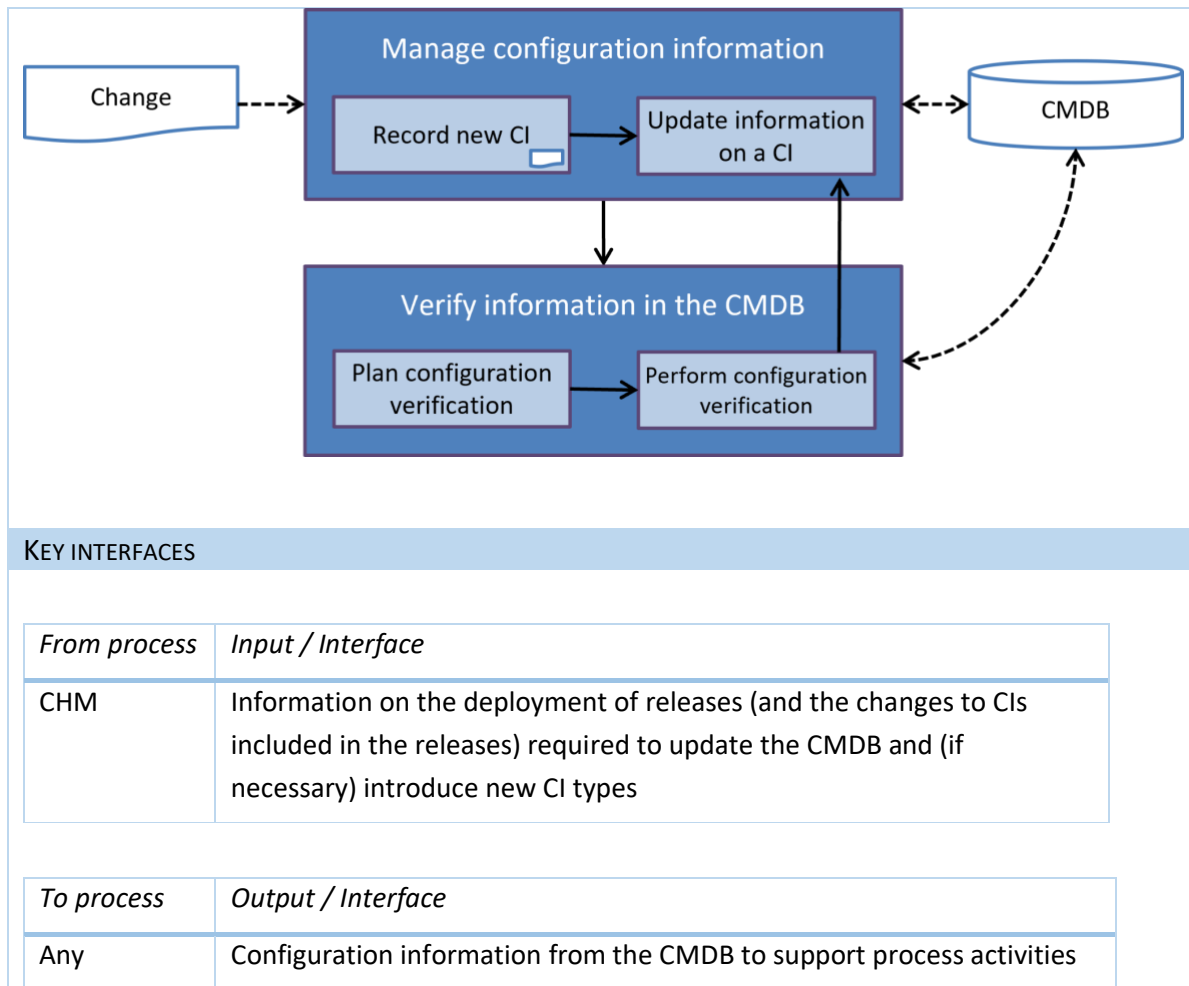 Manage configuration information
Change
Record new CI
Update information
on a CI
CMDB
Verify information in the CMDB
Plan configuration
verification
Perform configuration
verification
KEY INTERFACES
From process
Input / Interface
CHM
Information on the deployment of releases (and the changes to CIs
included in the releases) required to update the CMDB and (if
necessary) introduce new CI types
To process
Output / Interface
Any
Configuration information from the CMDB to support process activities